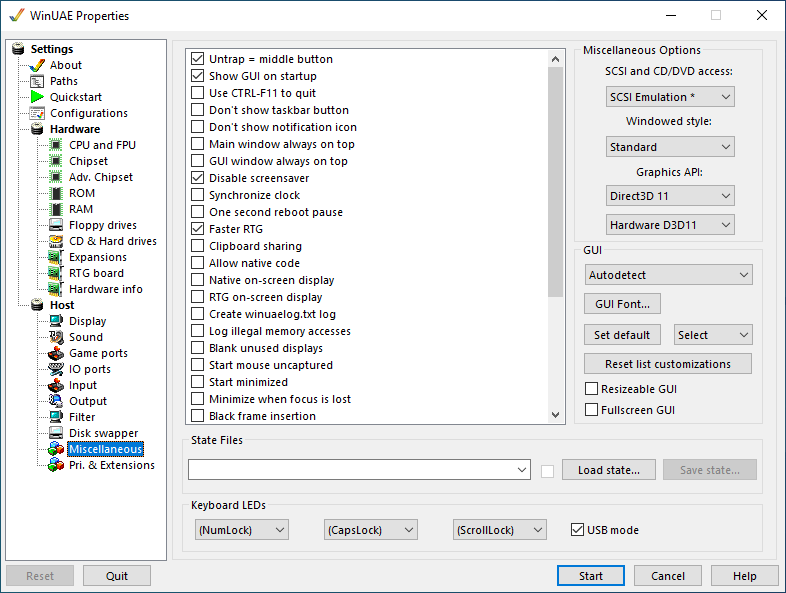 WinUAE Properties
Settings
About
Paths
Quickstart
Configurations
Hardware
CPU and FPU
Chipset
Adv. Chipset
ROM
RAM
Floppy drives
CD & Hard drives
Expansions
RTG board
Hardware info
Host
Display
Sound
Game ports
IO ports
Input
Output
Filter
Disk swapper
Miscellaneous
Pri. & Extensions
Untrap = middle button
Show GUI on startup
Use CTRL-F11 to quit
Don't show taskbar button
Don't show notification icon
Main window always on top
GUI window always on top
Disable screensaver
Synchronize clock
One second reboot pause
Faster RTG
Clipboard sharing
Allow native code
Native on-screen display
RTG on-screen display
Create winuaelog.txt log
Log illegal memory accesses
Blank unused displays
Start mouse uncaptured
Start minimized
Minimize when focus is lost
Black frame insertion
Miscellaneous Options
SCSI and CD/DVD access:
SCSI Emulation *
Windowed style:
Standard
Graphics API:
Direct3D 11
Hardware D3D11
GUI
Autodetect
GUI Font...
Set default Select
Reset list customizations
Resizeable GUI
Fullscreen GUI
State Files
Load state... Save state...
Keyboard LEDs
(NumLock) (CapsLock) (ScrollLock) USB mode
Reset Quit Start Cancel Help